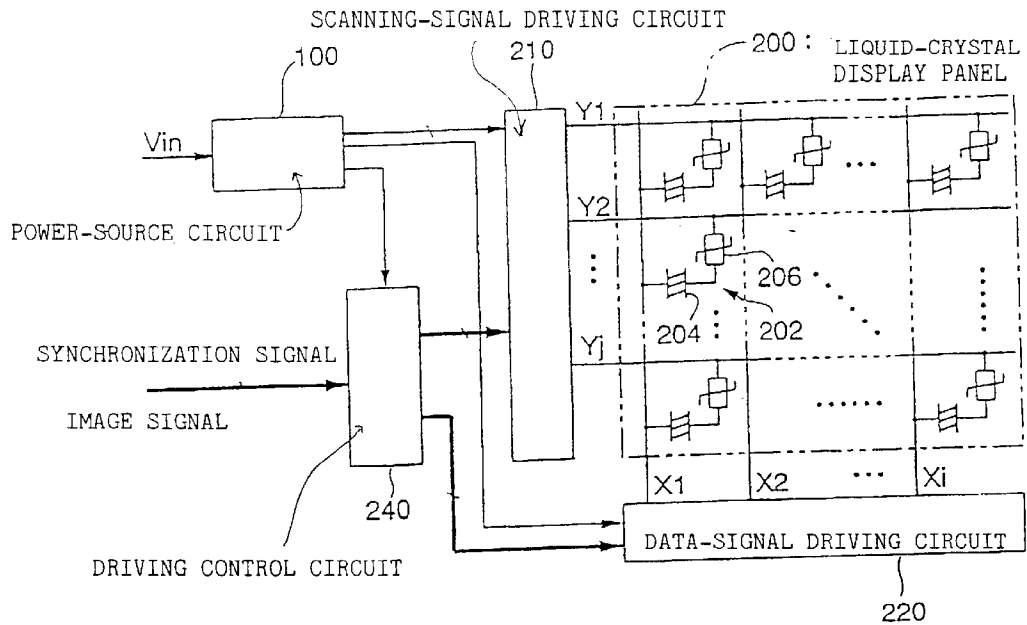 SCANNING-SIGNAL DRIVING CIRCUIT
100
210
200: LIQUID-CRYSTAL
DISPLAY PANEL
Vin
Y1
POWER-SOURCE CIRCUIT
Y2
206
204
202
SYNCHRONIZATION SIGNAL
Yj
IMAGE SIGNAL
X1
X2
Xi
240
DATA-SIGNAL DRIVING CIRCUIT
DRIVING CONTROL CIRCUIT
220